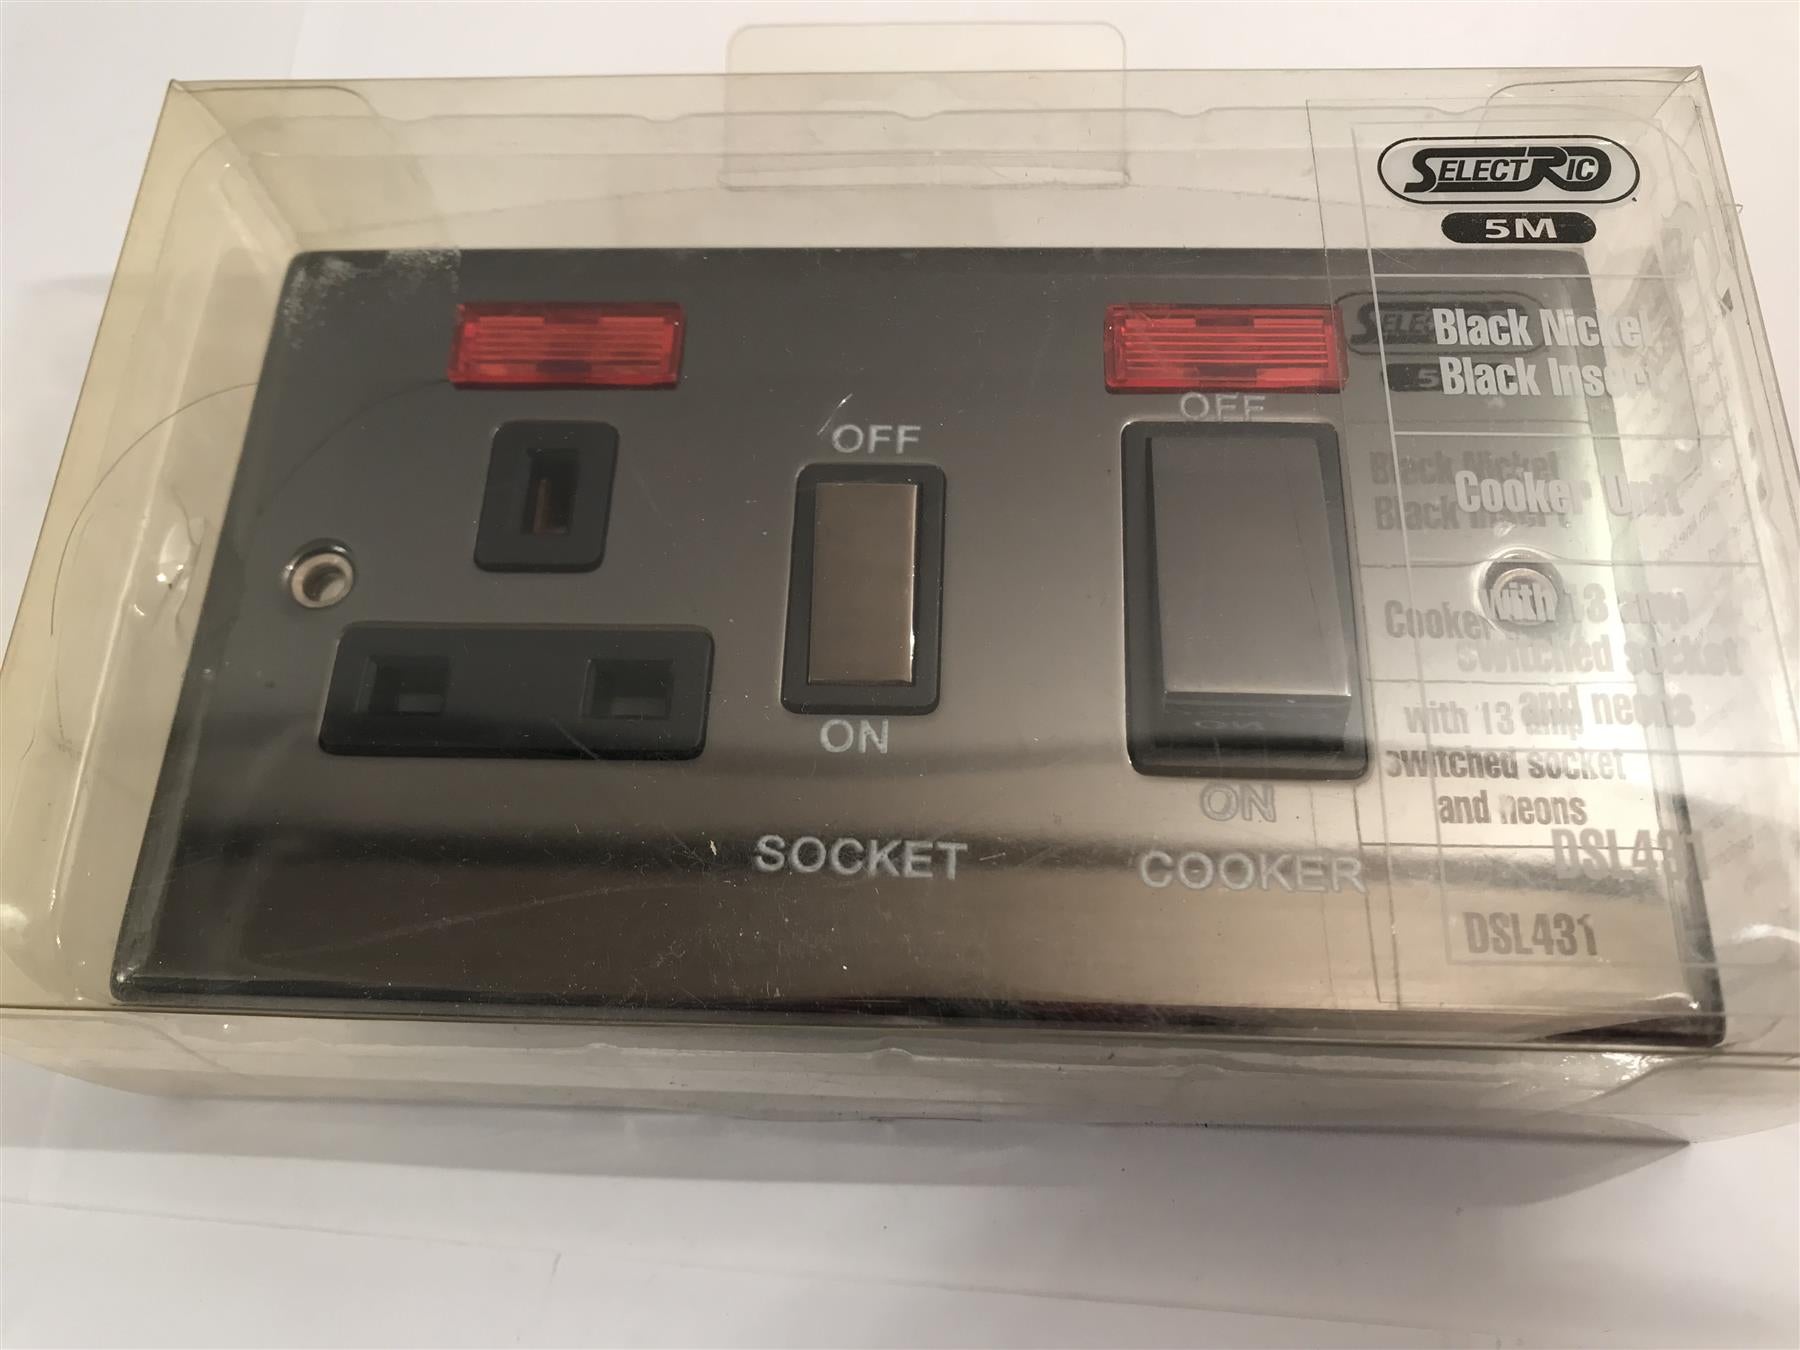 SELECTRIC
5M
Black Nickel
Black Insert
Cooker Unit
with 13 amp
switched socket
and neons
DSL431
OFF
ON
SOCKET
OFF
ON
COOKER